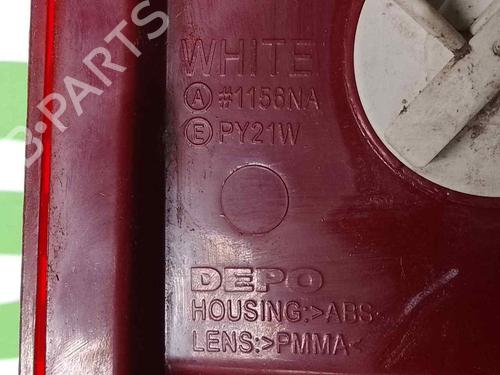 WHITE
Ⓐ #1156NA
Ⓔ PY21W
DEPO
HOUSING:>ABS<
LENS:>PMMA<
B-PARTS